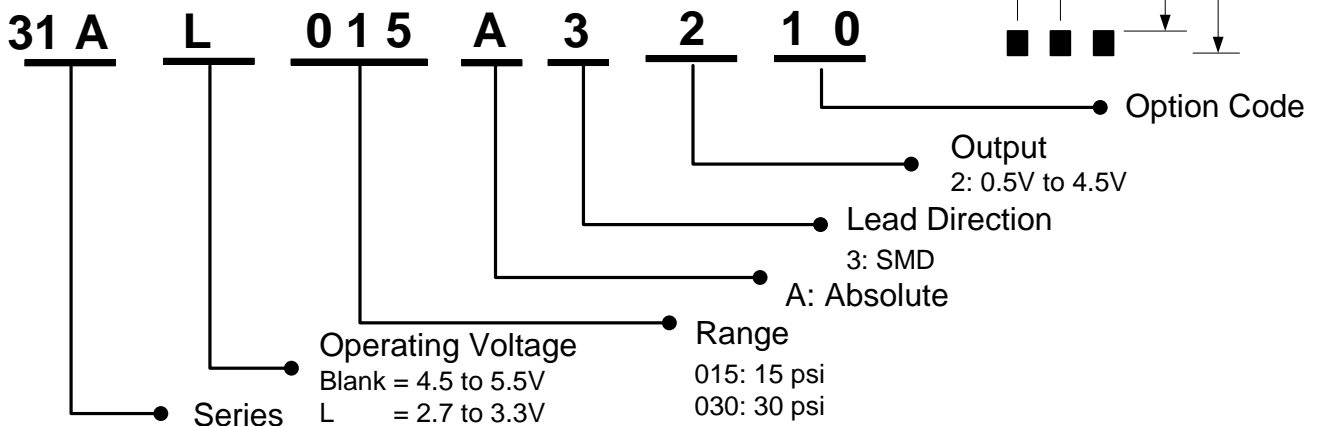 31 A L 0 1 5 A 3 2 1 0
Option Code
Output
2: 0.5V to 4.5V
Lead Direction
3: SMD
A: Absolute
Range
015: 15 psi
030: 30 psi
Operating Voltage
Blank = 4.5 to 5.5V
L = 2.7 to 3.3V
Series